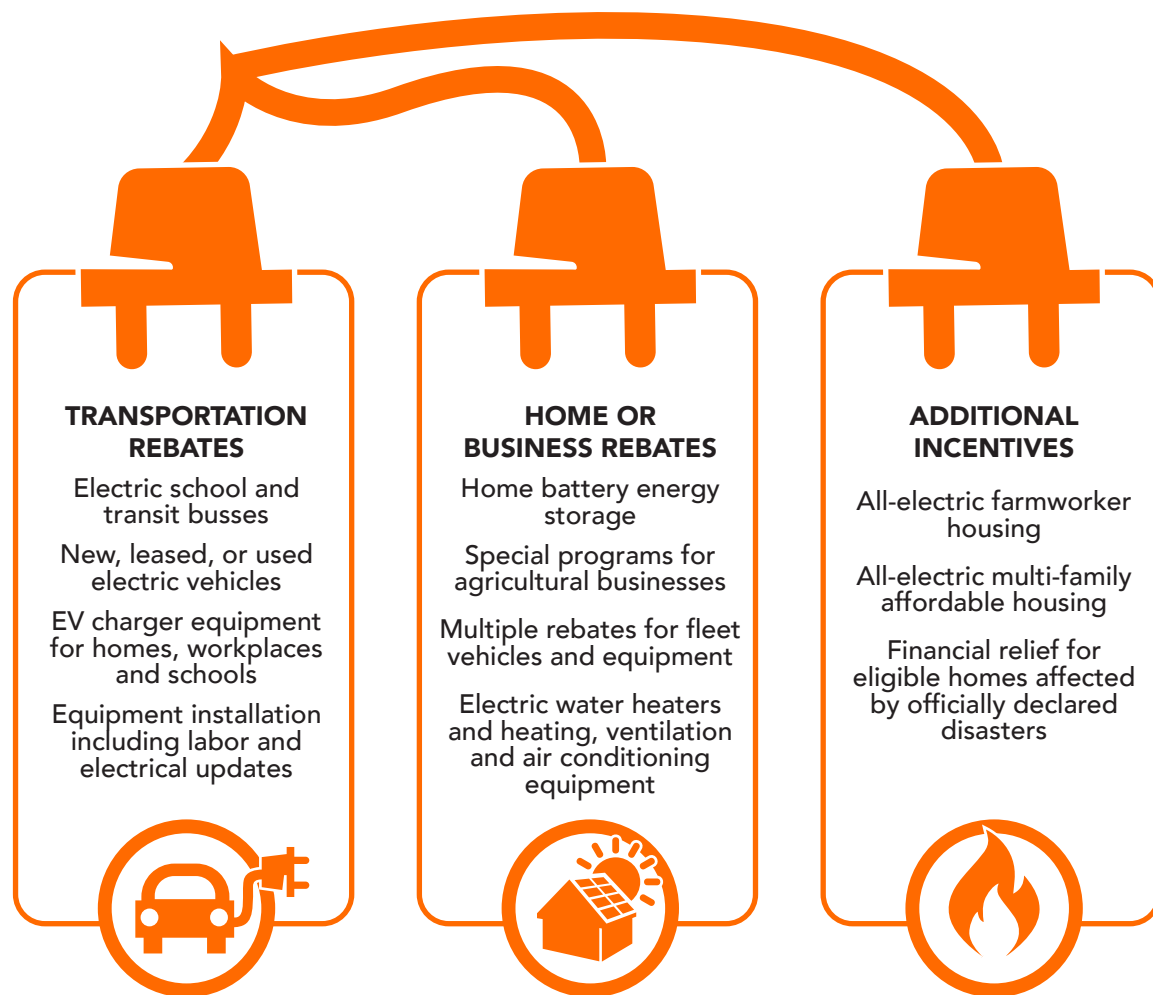 TRANSPORTATION
REBATES
Electric school and
transit busses
New, leased, or used
electric vehicles
EV charger equipment
for homes, workplaces
and schools
Equipment installation
including labor and
electrical updates
HOME OR
BUSINESS REBATES
Home battery energy
storage
Special programs for
agricultural businesses
Multiple rebates for fleet
vehicles and equipment
Electric water heaters
and heating, ventilation
and air conditioning
equipment
ADDITIONAL
INCENTIVES
All-electric farmworker
housing
All-electric multi-family
affordable housing
Financial relief for
eligible homes affected
by officially declared
disasters